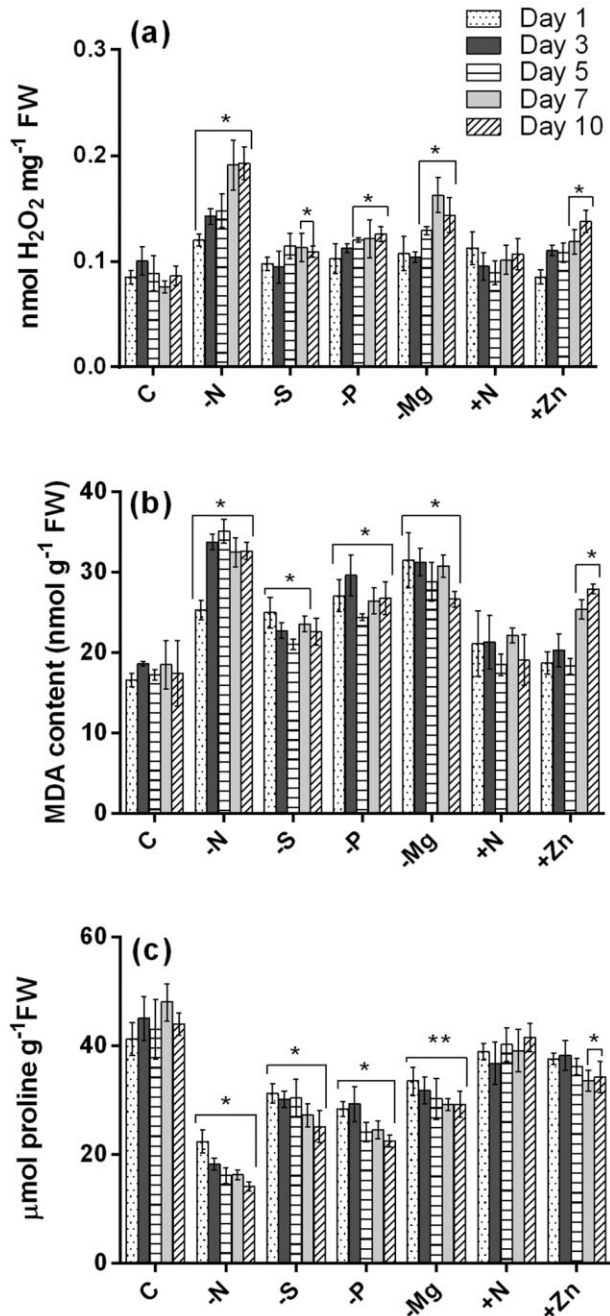 (a)
Day 1
Day 3
Day 5
Day 7
Day 10
nmol H₂O₂ mg⁻¹ FW
0.3
0.2
0.1
0.0
*
*
*
*
*
C -N -S -P -Mg +N +Zn
(b)
MDA content (nmol g⁻¹ FW)
40
30
20
10
0
*
*
*
*
*
C -N -S -P -Mg +N +Zn
(c)
µmol proline g⁻¹FW
60
40
20
0
*
*
*
**
*
C -N -S -P -Mg +N +Zn